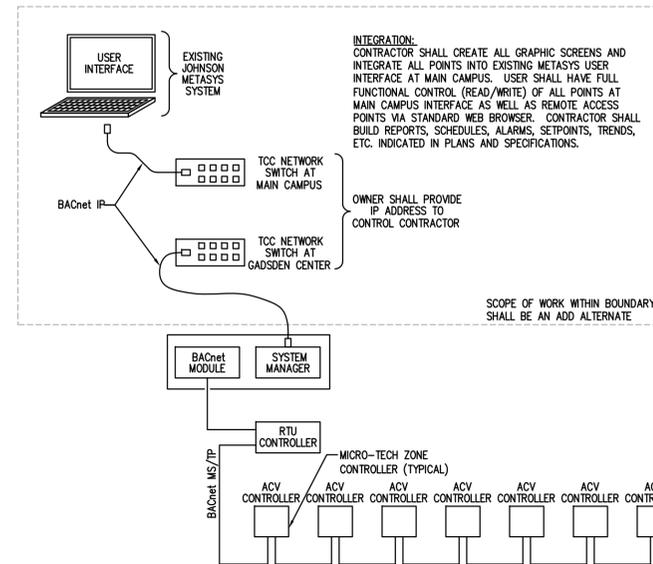 USER
INTERFACE
EXISTING
JOHNSON
METASYS
SYSTEM
INTEGRATION:
CONTRACTOR SHALL CREATE ALL GRAPHIC SCREENS AND
INTEGRATE ALL POINTS INTO EXISTING METASYS USER
INTERFACE AT MAIN CAMPUS. USER SHALL HAVE FULL
FUNCTIONAL CONTROL (READ/WRITE) OF ALL POINTS AT
MAIN CAMPUS INTERFACE AS WELL AS REMOTE ACCESS
POINTS VIA STANDARD WEB BROWSER. CONTRACTOR SHALL
BUILD REPORTS, SCHEDULES, ALARMS, SETPOINTS, TRENDS,
ETC. INDICATED IN PLANS AND SPECIFICATIONS.
TCC NETWORK
SWITCH AT
MAIN CAMPUS
BACnet IP
OWNER SHALL PROVIDE
IP ADDRESS TO
CONTROL CONTRACTOR
TCC NETWORK
SWITCH AT
GADSDEN CENTER
SCOPE OF WORK WITHIN BOUNDARY
SHALL BE AN ADD ALTERNATE
BACnet
MODULE
SYSTEM
MANAGER
RTU
CONTROLLER
BACnet MS/TP
MICRO-TECH ZONE
CONTROLLER (TYPICAL)
ACV
CONTROLLER
ACV
CONTROLLER
ACV
CONTROLLER
ACV
CONTROLLER
ACV
CONTROLLER
ACV
CONTROLLER